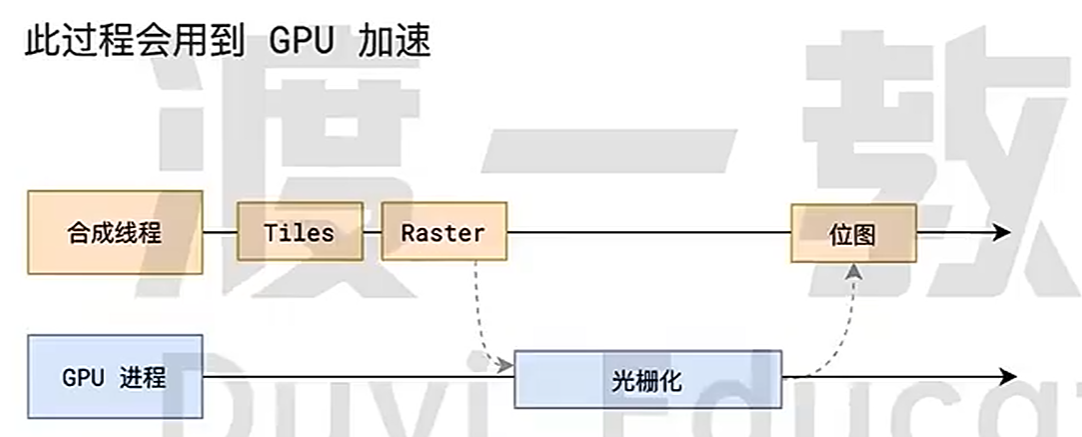 此过程会用到 GPU 加速
渡一教
合成线程
Tiles
Raster
位图
GPU 进程
光栅化
Duyi Educat